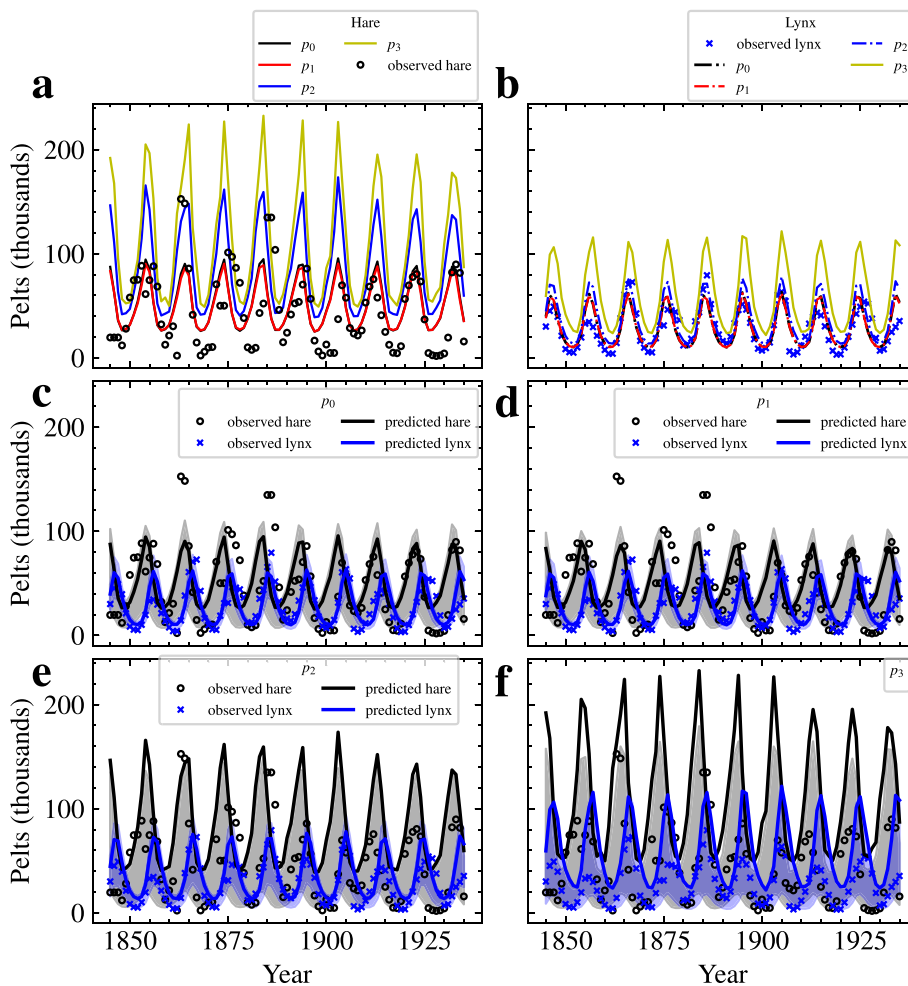 Hare
p0
p1
p2
p3
observed hare
Lynx
observed lynx
p0
p1
p2
p3
a
b
Pelts (thousands)
200
100
0
c
d
p0
observed hare
observed lynx
predicted hare
predicted lynx
p1
observed hare
observed lynx
predicted hare
predicted lynx
Pelts (thousands)
200
100
0
e
f
p2
observed hare
observed lynx
predicted hare
predicted lynx
p3
Pelts (thousands)
200
100
0
1850
1875
1900
1925
1850
1875
1900
1925
Year
Year